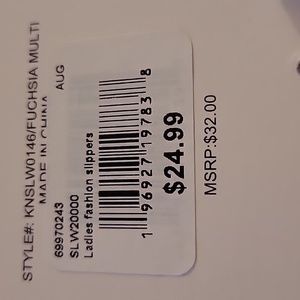 STYLE#: KNSLW0146/FUCHSIA MULTI
MADE IN CHINA
69970243 AUG
SLW20000
Ladies fashion slippers
1 96927 19783 8
$24.99
MSRP:$32.00